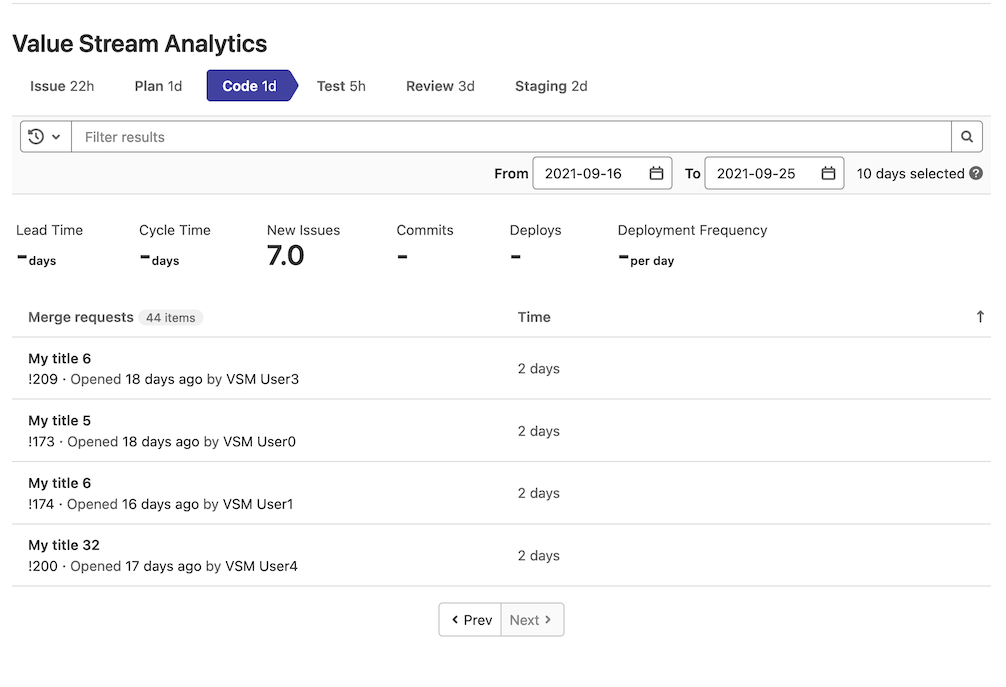 Value Stream Analytics
Issue 22h Plan 1d Code 1d Test 5h Review 3d Staging 2d
Filter results
From 2021-09-16 To 2021-09-25 10 days selected
Lead Time Cycle Time New Issues Commits Deploys Deployment Frequency
-days -days 7.0 - - -per day
Merge requests 44 items Time
My title 6
!209 · Opened 18 days ago by VSM User3
2 days
My title 5
!173 · Opened 18 days ago by VSM User0
2 days
My title 6
!174 · Opened 16 days ago by VSM User1
2 days
My title 32
!200 · Opened 17 days ago by VSM User4
2 days
Prev Next